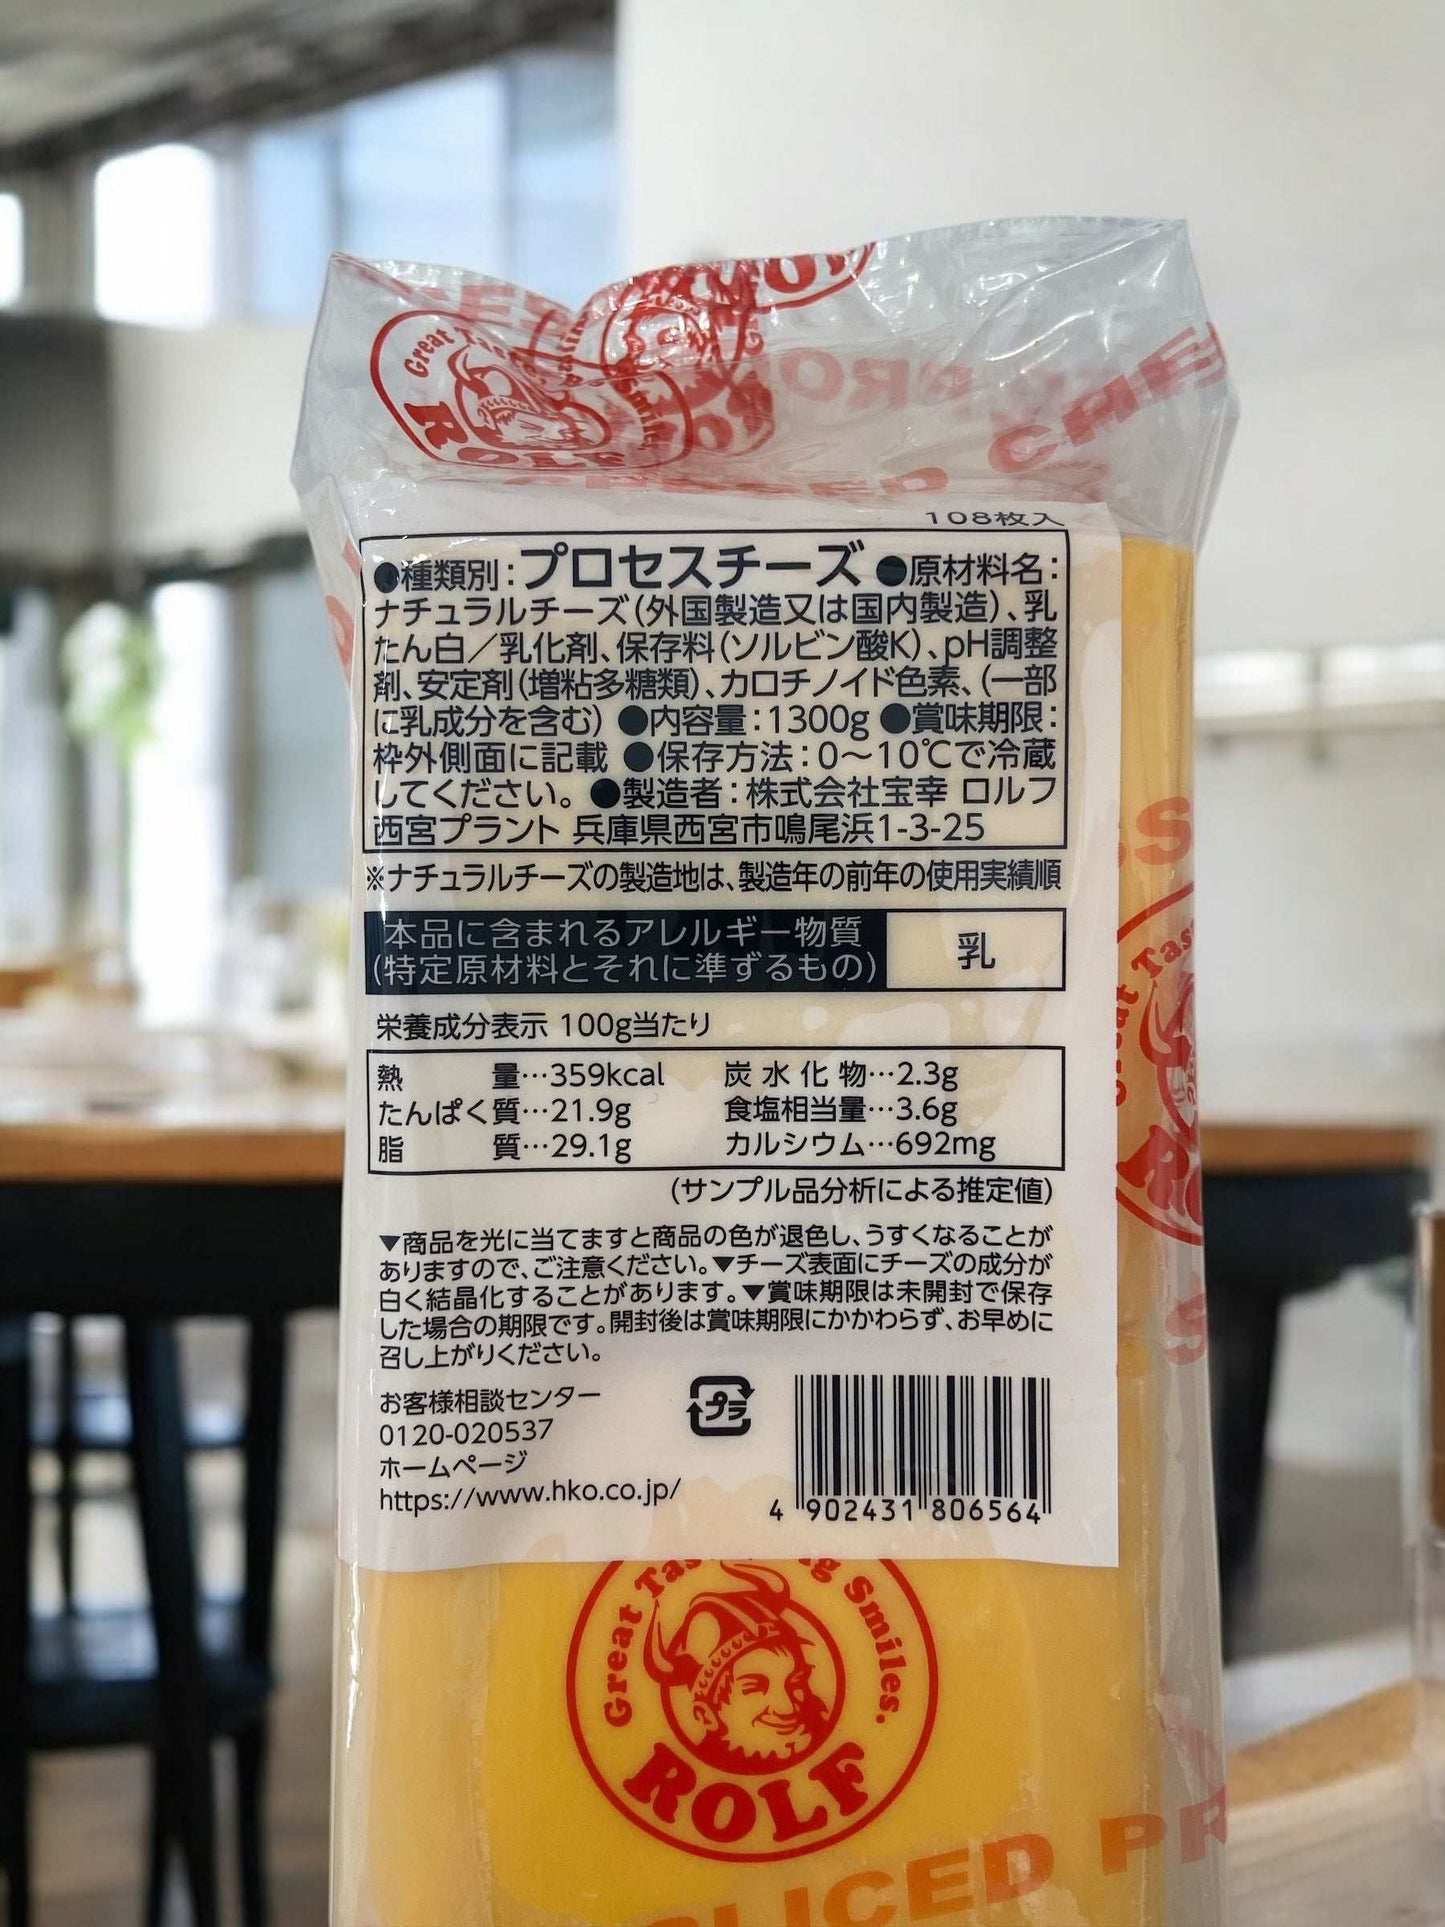 Great Tas
ROLF
CHEE
108枚入
●種類別：プロセスチーズ ●原材料名：
ナチュラルチーズ（外国製造又は国内製造）、乳
たん白／乳化剤、保存料（ソルビン酸K）、pH調整
剤、安定剤（増粘多糖類）、カロチノイド色素、（一部
に乳成分を含む） ●内容量：1300g ●賞味期限：
枠外側面に記載 ●保存方法：0～10℃で冷蔵
してください。 ●製造者：株式会社宝幸 ロルフ
西宮プラント 兵庫県西宮市鳴尾浜1-3-25
※ナチュラルチーズの製造地は、製造年の前年の使用実績順
本品に含まれるアレルギー物質
（特定原材料とそれに準ずるもの）
乳
栄養成分表示 100g当たり
熱量…359kcal 炭水化物…2.3g
たんぱく質…21.9g 食塩相当量…3.6g
脂質…29.1g カルシウム…692mg
（サンプル品分析による推定値）
▼商品を光に当てますと商品の色が退色し、うすくなることが
ありますので、ご注意ください。▼チーズ表面にチーズの成分が
白く結晶化することがあります。▼賞味期限は未開封で保存
した場合の期限です。開封後は賞味期限にかかわらず、お早めに
召し上がりください。
お客様相談センター
0120-020537
ホームページ
https://www.hko.co.jp/
プラ
4 902431 806564
Great Tas ng Smiles.
ROLF
SLICED PR